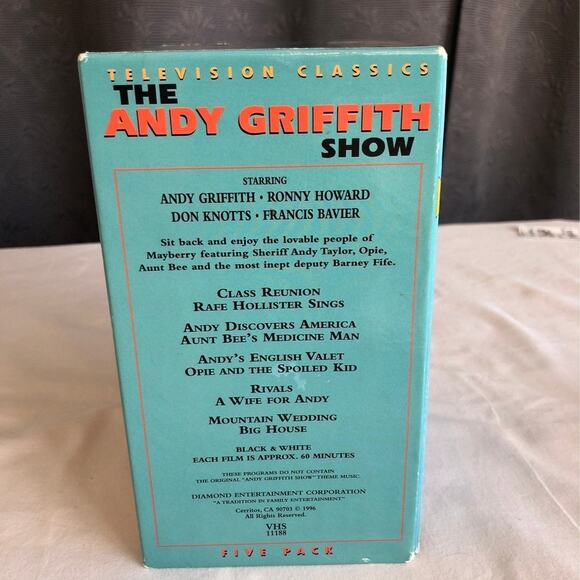 TELEVISION CLASSICS
THE
ANDY GRIFFITH
SHOW
STARRING
ANDY GRIFFITH • RONNY HOWARD
DON KNOTTS • FRANCIS BAVIER
Sit back and enjoy the lovable people of
Mayberry featuring Sheriff Andy Taylor, Opie,
Aunt Bee and the most inept deputy Barney Fife.
CLASS REUNION
RAFE HOLLISTER SINGS
ANDY DISCOVERS AMERICA
AUNT BEE'S MEDICINE MAN
ANDY'S ENGLISH VALET
OPIE AND THE SPOILED KID
RIVALS
A WIFE FOR ANDY
MOUNTAIN WEDDING
BIG HOUSE
BLACK & WHITE
EACH FILM IS APPROX. 60 MINUTES
THESE PROGRAMS DO NOT CONTAIN
THE ORIGINAL "ANDY GRIFFITH SHOW" THEME MUSIC.
DIAMOND ENTERTAINMENT CORPORATION
"A TRADITION IN FAMILY ENTERTAINMENT"
Cerritos, CA 90703 © 1996
All Rights Reserved.
VHS
11188
FIVE PACK